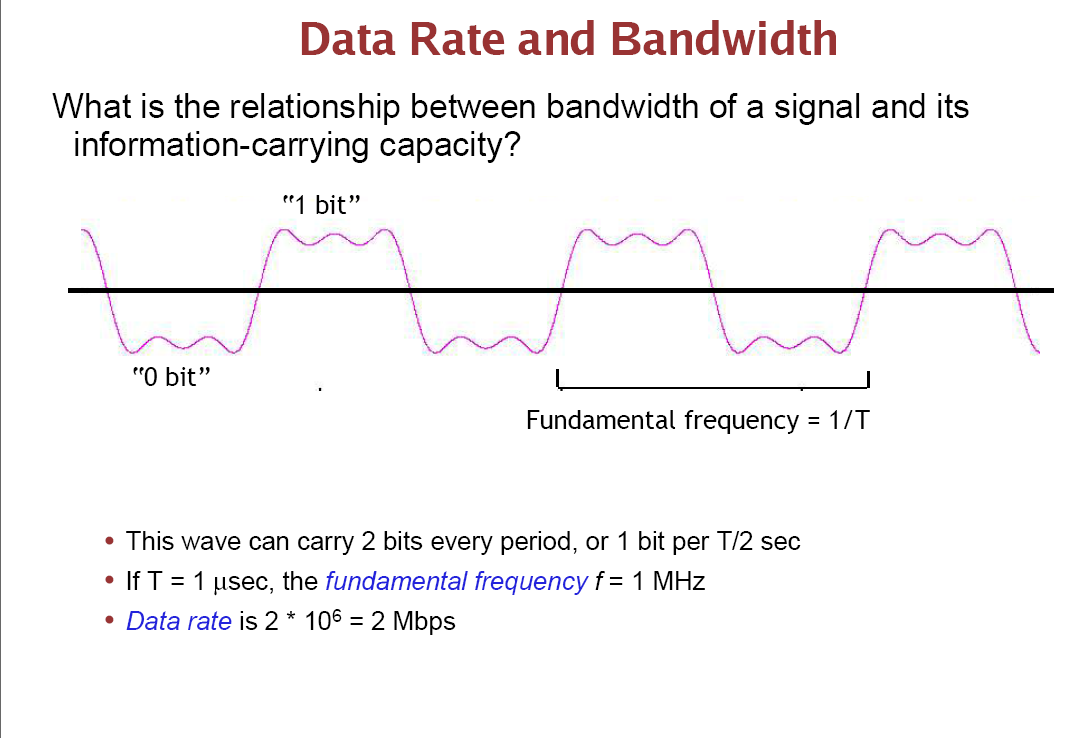 Data Rate and Bandwidth
What is the relationship between bandwidth of a signal and its
information-carrying capacity?
“1 bit”
“0 bit”
Fundamental frequency = 1/T
• This wave can carry 2 bits every period, or 1 bit per T/2 sec
• If T = 1 μsec, the fundamental frequency f = 1 MHz
• Data rate is 2 * 10⁶ = 2 Mbps